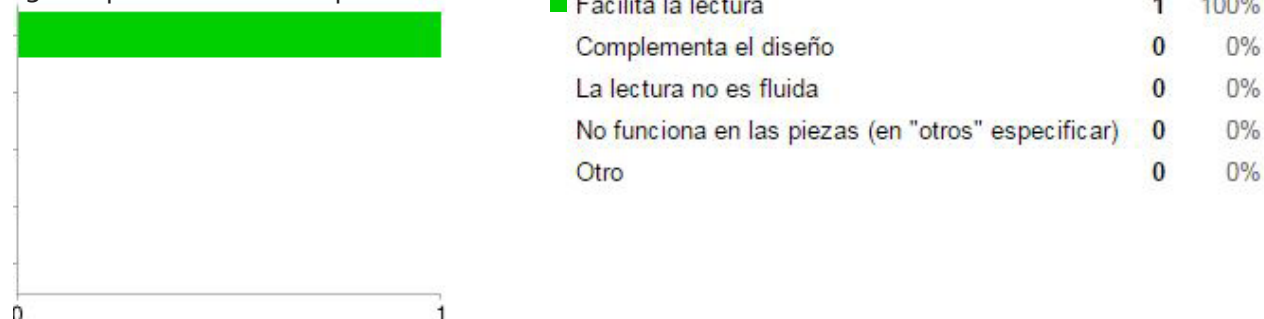 Facilita la lectura 1 100%
Complementa el diseño 0 0%
La lectura no es fluida 0 0%
No funciona en las piezas (en "otros" especificar) 0 0%
Otro 0 0%
0 1